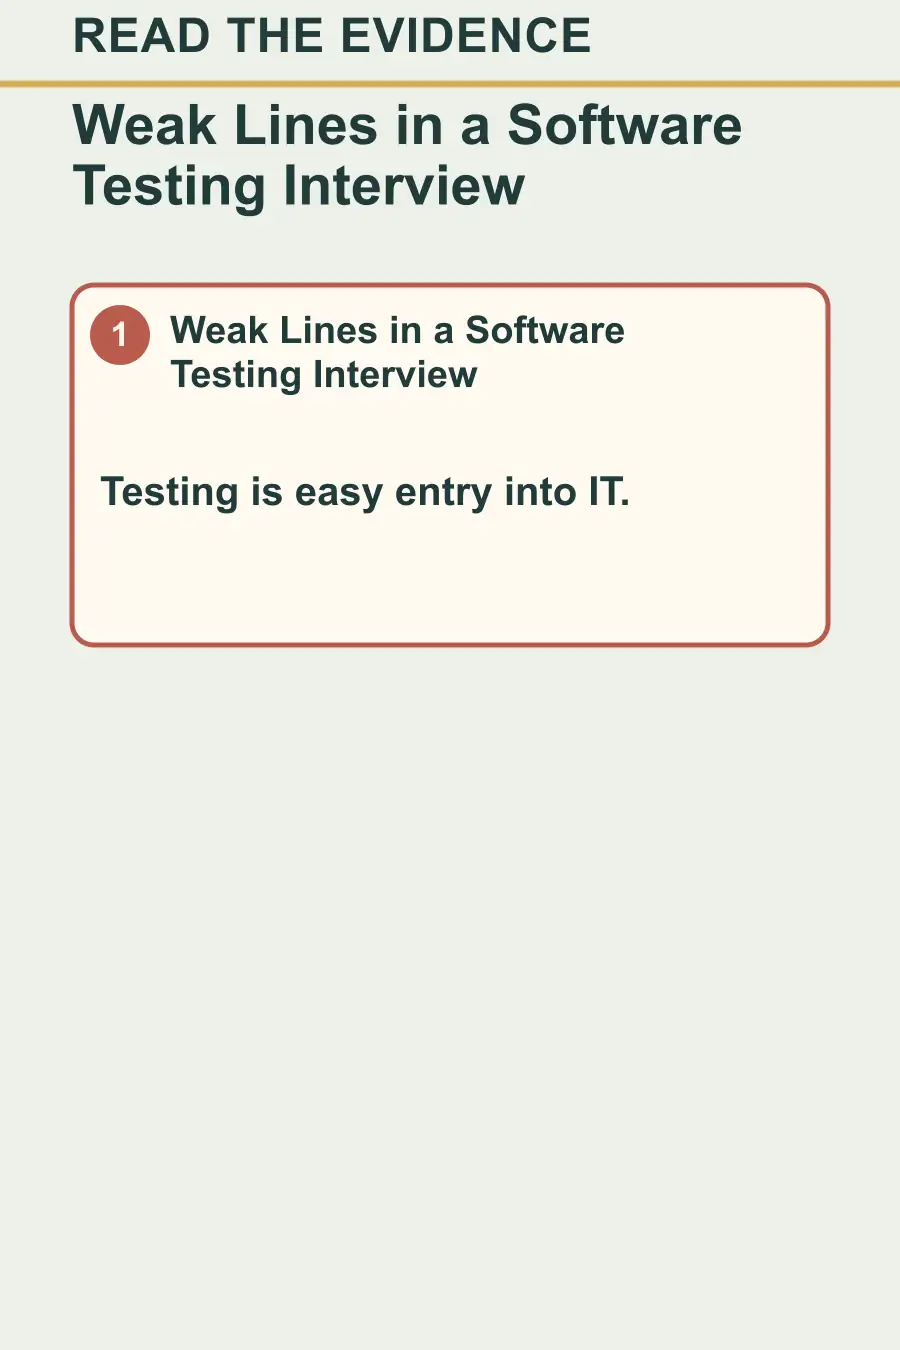 READ THE EVIDENCE
Weak Lines in a Software
Testing Interview
1
Weak Lines in a Software
Testing Interview
Testing is easy entry into IT.